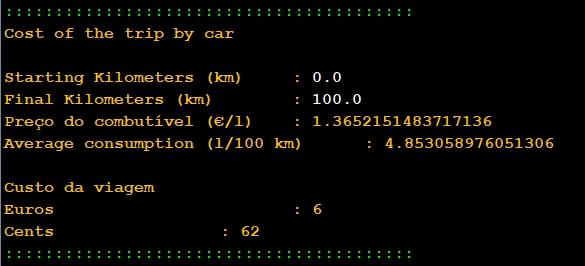 :::::::::::::::::::::::::::::::::::::::::
Cost of the trip by car
Starting Kilometers (km) : 0.0
Final Kilometers (km) : 100.0
Preço do combutível (€/l) : 1.3652151483717136
Average consumption (l/100 km) : 4.853058976051306
Custo da viagem
Euros : 6
Cents : 62
:::::::::::::::::::::::::::::::::::::::::